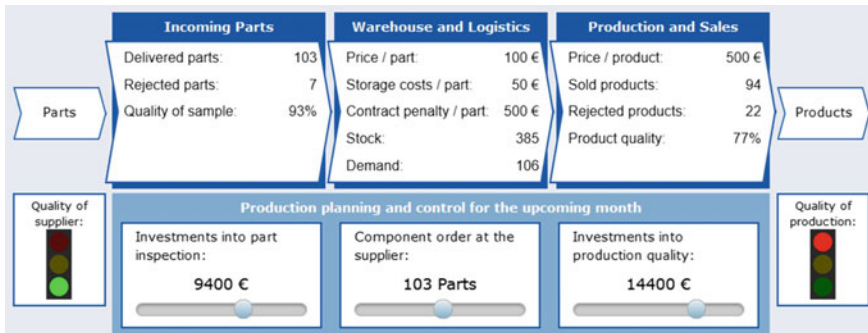 Incoming Parts
Delivered parts: 103
Rejected parts: 7
Quality of sample: 93%
Warehouse and Logistics
Price / part: 100 €
Storage costs / part: 50 €
Contract penalty / part: 500 €
Stock: 385
Demand: 106
Production and Sales
Price / product: 500 €
Sold products: 94
Rejected products: 22
Product quality: 77%
Parts
Products
Quality of
supplier:
Production planning and control for the upcoming month
Investments into part
inspection:
9400 €
Component order at the
supplier:
103 Parts
Investments into
production quality:
14400 €
Quality of
production: